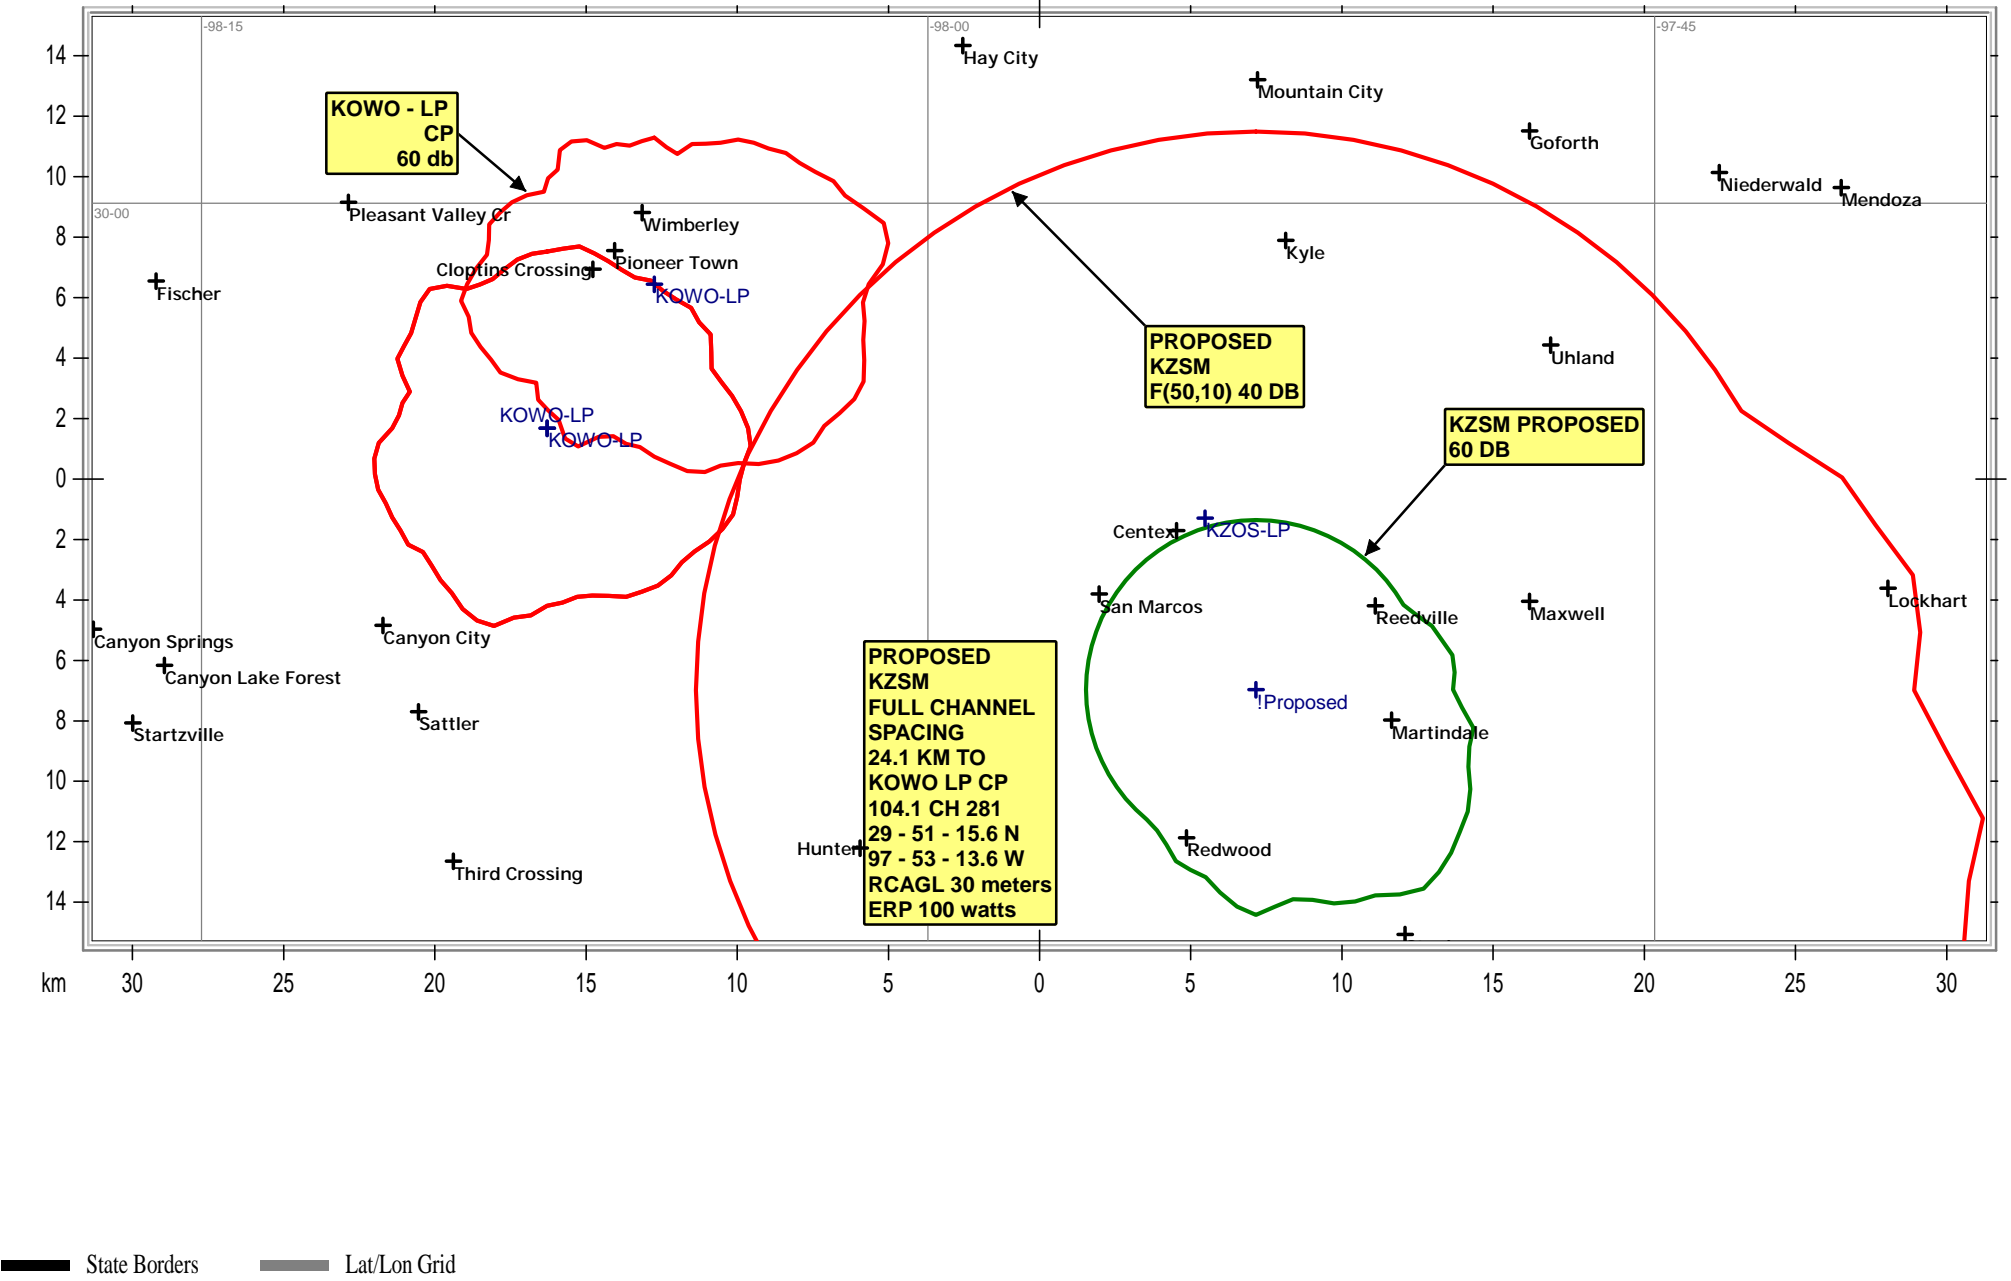 -98-15
-98-00
-97-45
14
12
10
8
6
4
2
0
2
4
6
8
10
12
14
30-00
Hay City
Mountain City
Goforth
Niederwald
Mendoza
KOWO - LP
CP
60 db
Pleasant Valley Cr
Wimberley
Pioneer Town
Cloptins Crossing
KOWO-LP
Fischer
Kyle
Uhland
PROPOSED
KZSM
F(50,10) 40 DB
KOWO-LP
KOWO-LP
KZSM PROPOSED
60 DB
Centex
KZOS-LP
San Marcos
Reedville
Maxwell
Lockhart
Canyon Springs
Canyon City
Canyon Lake Forest
Sattler
Startzville
!Proposed
Martindale
PROPOSED
KZSM
FULL CHANNEL
SPACING
24.1 KM TO
KOWO LP CP
104.1 CH 281
29 - 51 - 15.6 N
97 - 53 - 13.6 W
RCAGL 30 meters
ERP 100 watts
Hunter
Redwood
Third Crossing
km 30 25 20 15 10 5 0 5 10 15 20 25 30
State Borders Lat/Lon Grid